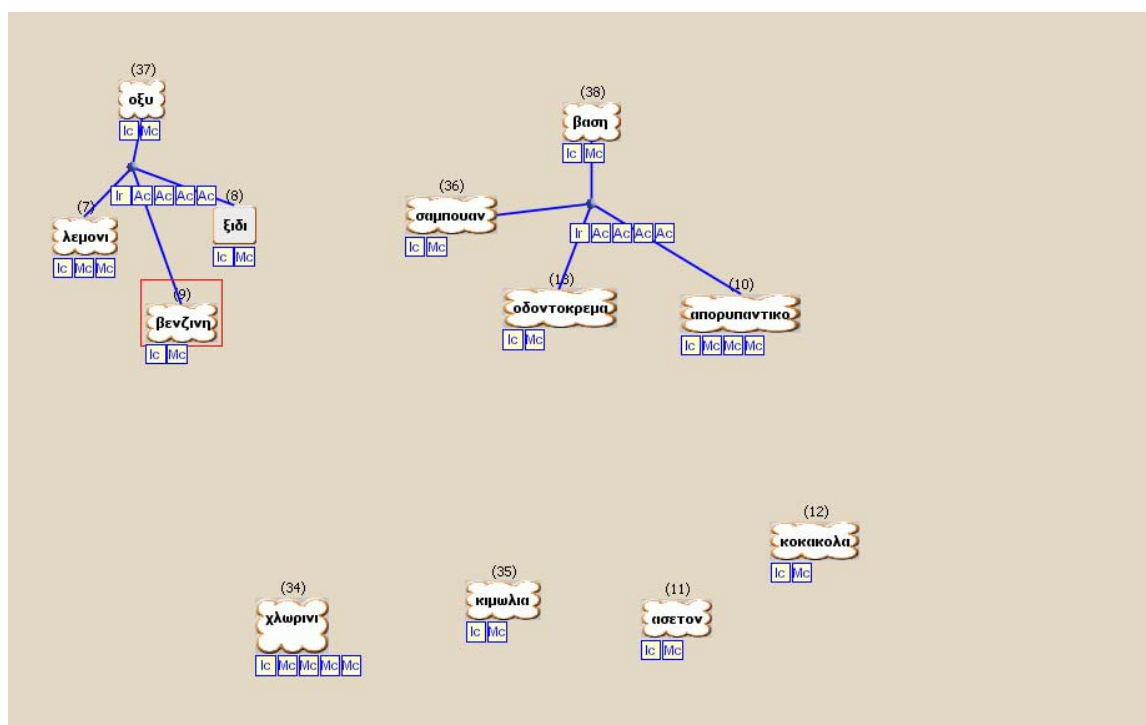 (37)
οξυ
Ic Mc
Ir Ac Ac Ac Ac
(7)
λεμονι
Ic Mc Mc
(8)
ξιδι
Ic Mc
(9)
βενζινη
Ic Mc
(38)
βαση
Ic Mc
(36)
σαμπουαν
Ic Mc
Ir Ac Ac Ac Ac
(13)
οδοντοκρεμα
Ic Mc
(10)
απορυπαντικο
Ic Mc Mc Mc
(12)
κοκακολα
Ic Mc
(34)
χλωρινι
Ic Mc Mc Mc Mc
(35)
κιμωλια
Ic Mc
(11)
ασετον
Ic Mc